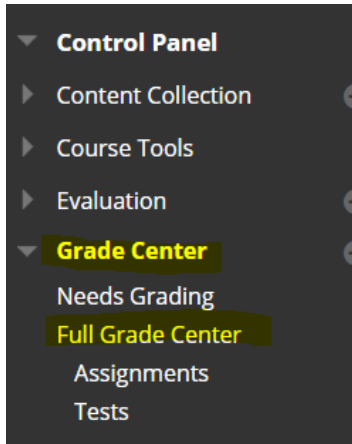 Control Panel
Content Collection
Course Tools
Evaluation
Grade Center
Needs Grading
Full Grade Center
Assignments
Tests